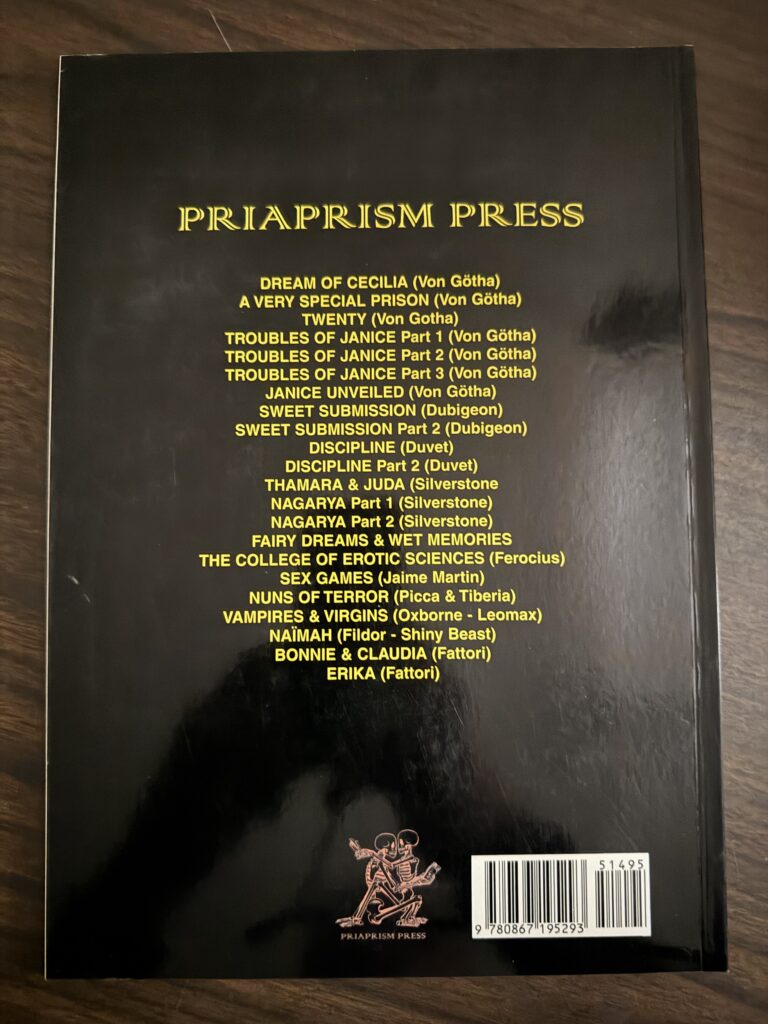 PRIAPRISM PRESS
DREAM OF CECILIA (Von Götha)
A VERY SPECIAL PRISON (Von Götha)
TWENTY (Von Gotha)
TROUBLES OF JANICE Part 1 (Von Götha)
TROUBLES OF JANICE Part 2 (Von Götha)
TROUBLES OF JANICE Part 3 (Von Götha)
JANICE UNVEILED (Von Götha)
SWEET SUBMISSION (Dubigeon)
SWEET SUBMISSION Part 2 (Dubigeon)
DISCIPLINE (Duvet)
DISCIPLINE Part 2 (Duvet)
THAMARA & JUDA (Silverstone
NAGARYA Part 1 (Silverstone)
NAGARYA Part 2 (Silverstone)
FAIRY DREAMS & WET MEMORIES
THE COLLEGE OF EROTIC SCIENCES (Ferocius)
SEX GAMES (Jaime Martin)
NUNS OF TERROR (Picca & Tiberia)
VAMPIRES & VIRGINS (Oxborne - Leomax)
NAÏMAH (Fildor - Shiny Beast)
BONNIE & CLAUDIA (Fattori)
ERIKA (Fattori)
PRIAPRISM PRESS
51495
9 780867 195293